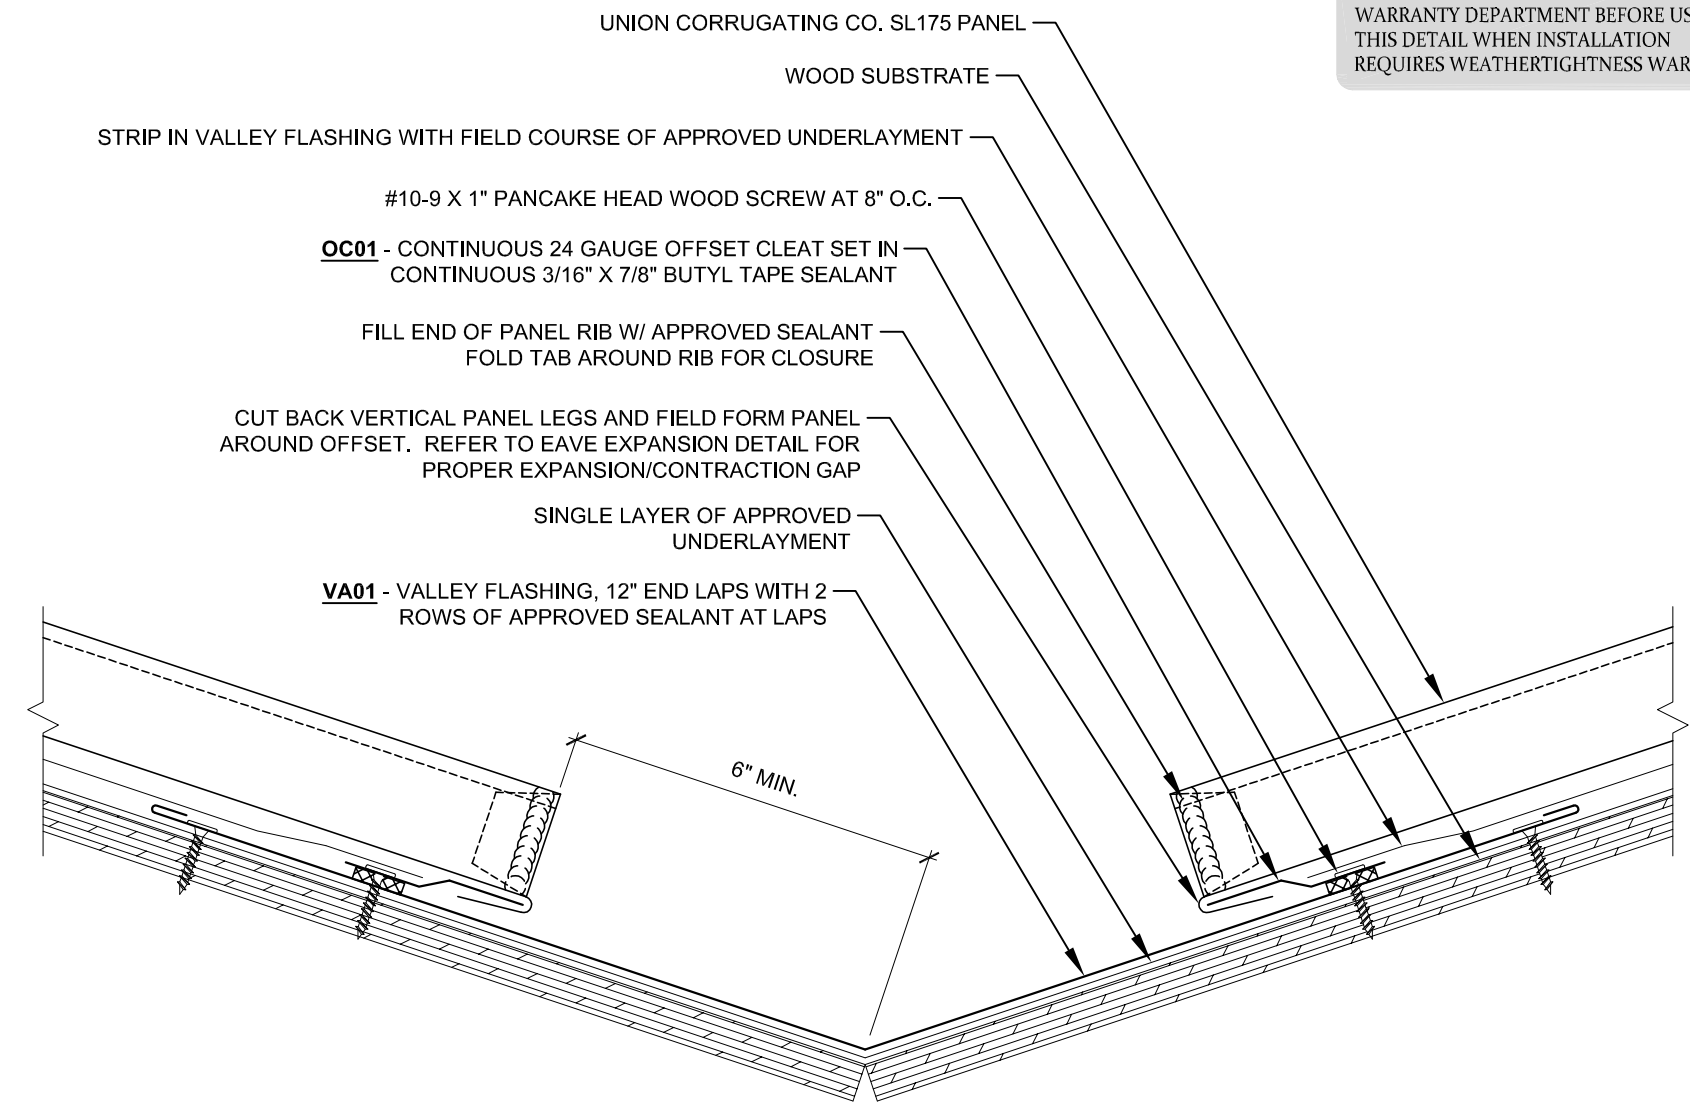 UNION CORRUGATING CO. SL175 PANEL
WARRANTY DEPARTMENT BEFORE
THIS DETAIL WHEN INSTALLATION
REQUIRES WEATHERTIGHTNESS
WOOD SUBSTRATE
STRIP IN VALLEY FLASHING WITH FIELD COURSE OF APPROVED UNDERLAYMENT
#10-9 X 1" PANCAKE HEAD WOOD SCREW AT 8" O.C.
OC01 - CONTINUOUS 24 GAUGE OFFSET CLEAT SET IN
CONTINUOUS 3/16" X 7/8" BUTYL TAPE SEALANT
FILL END OF PANEL RIB W/ APPROVED SEALANT
FOLD TAB AROUND RIB FOR CLOSURE
CUT BACK VERTICAL PANEL LEGS AND FIELD FORM PANEL
AROUND OFFSET. REFER TO EAVE EXPANSION DETAIL FOR
PROPER EXPANSION/CONTRACTION GAP
SINGLE LAYER OF APPROVED
UNDERLAYMENT
VA01 - VALLEY FLASHING, 12" END LAPS WITH 2
ROWS OF APPROVED SEALANT AT LAPS
6" MIN.